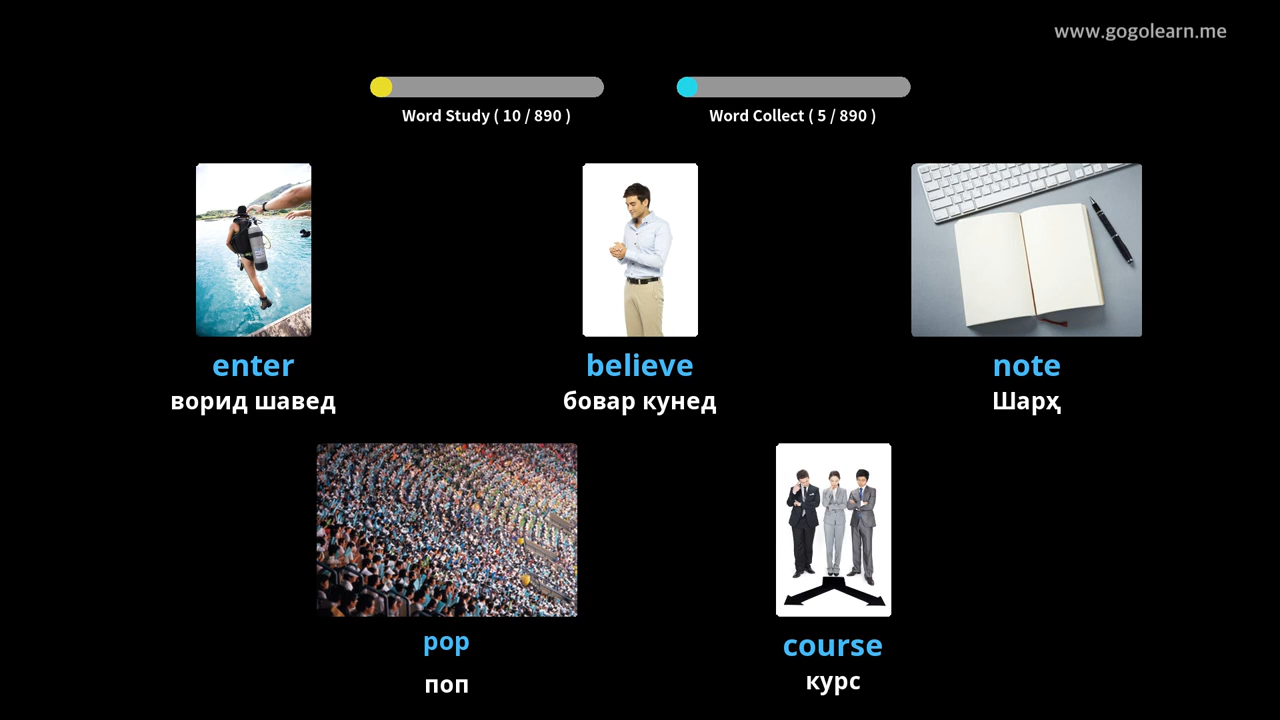 www.gogolearn.me
Word Study ( 10 / 890 )
Word Collect ( 5 / 890 )
enter
ворид шавед
believe
бовар кунед
note
Шарҳ
pop
поп
course
курс